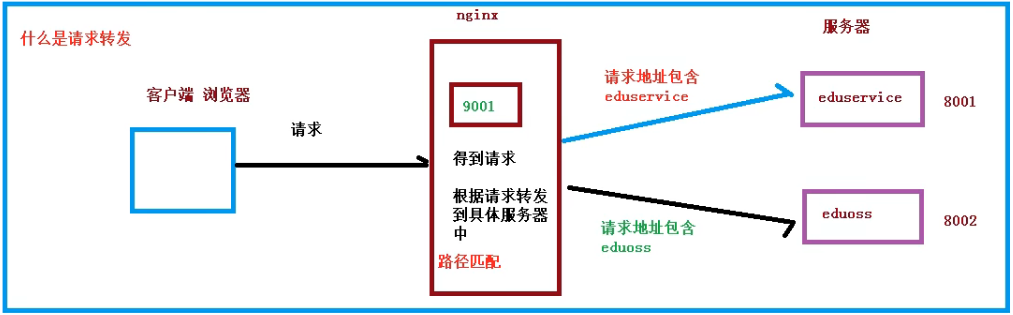 什么是请求转发
nginx
服务器
客户端 浏览器
请求
9001
得到请求
根据请求转发
到具体服务器
中
路径匹配
请求地址包含
eduservice
eduservice
8001
请求地址包含
eduoss
eduoss
8002